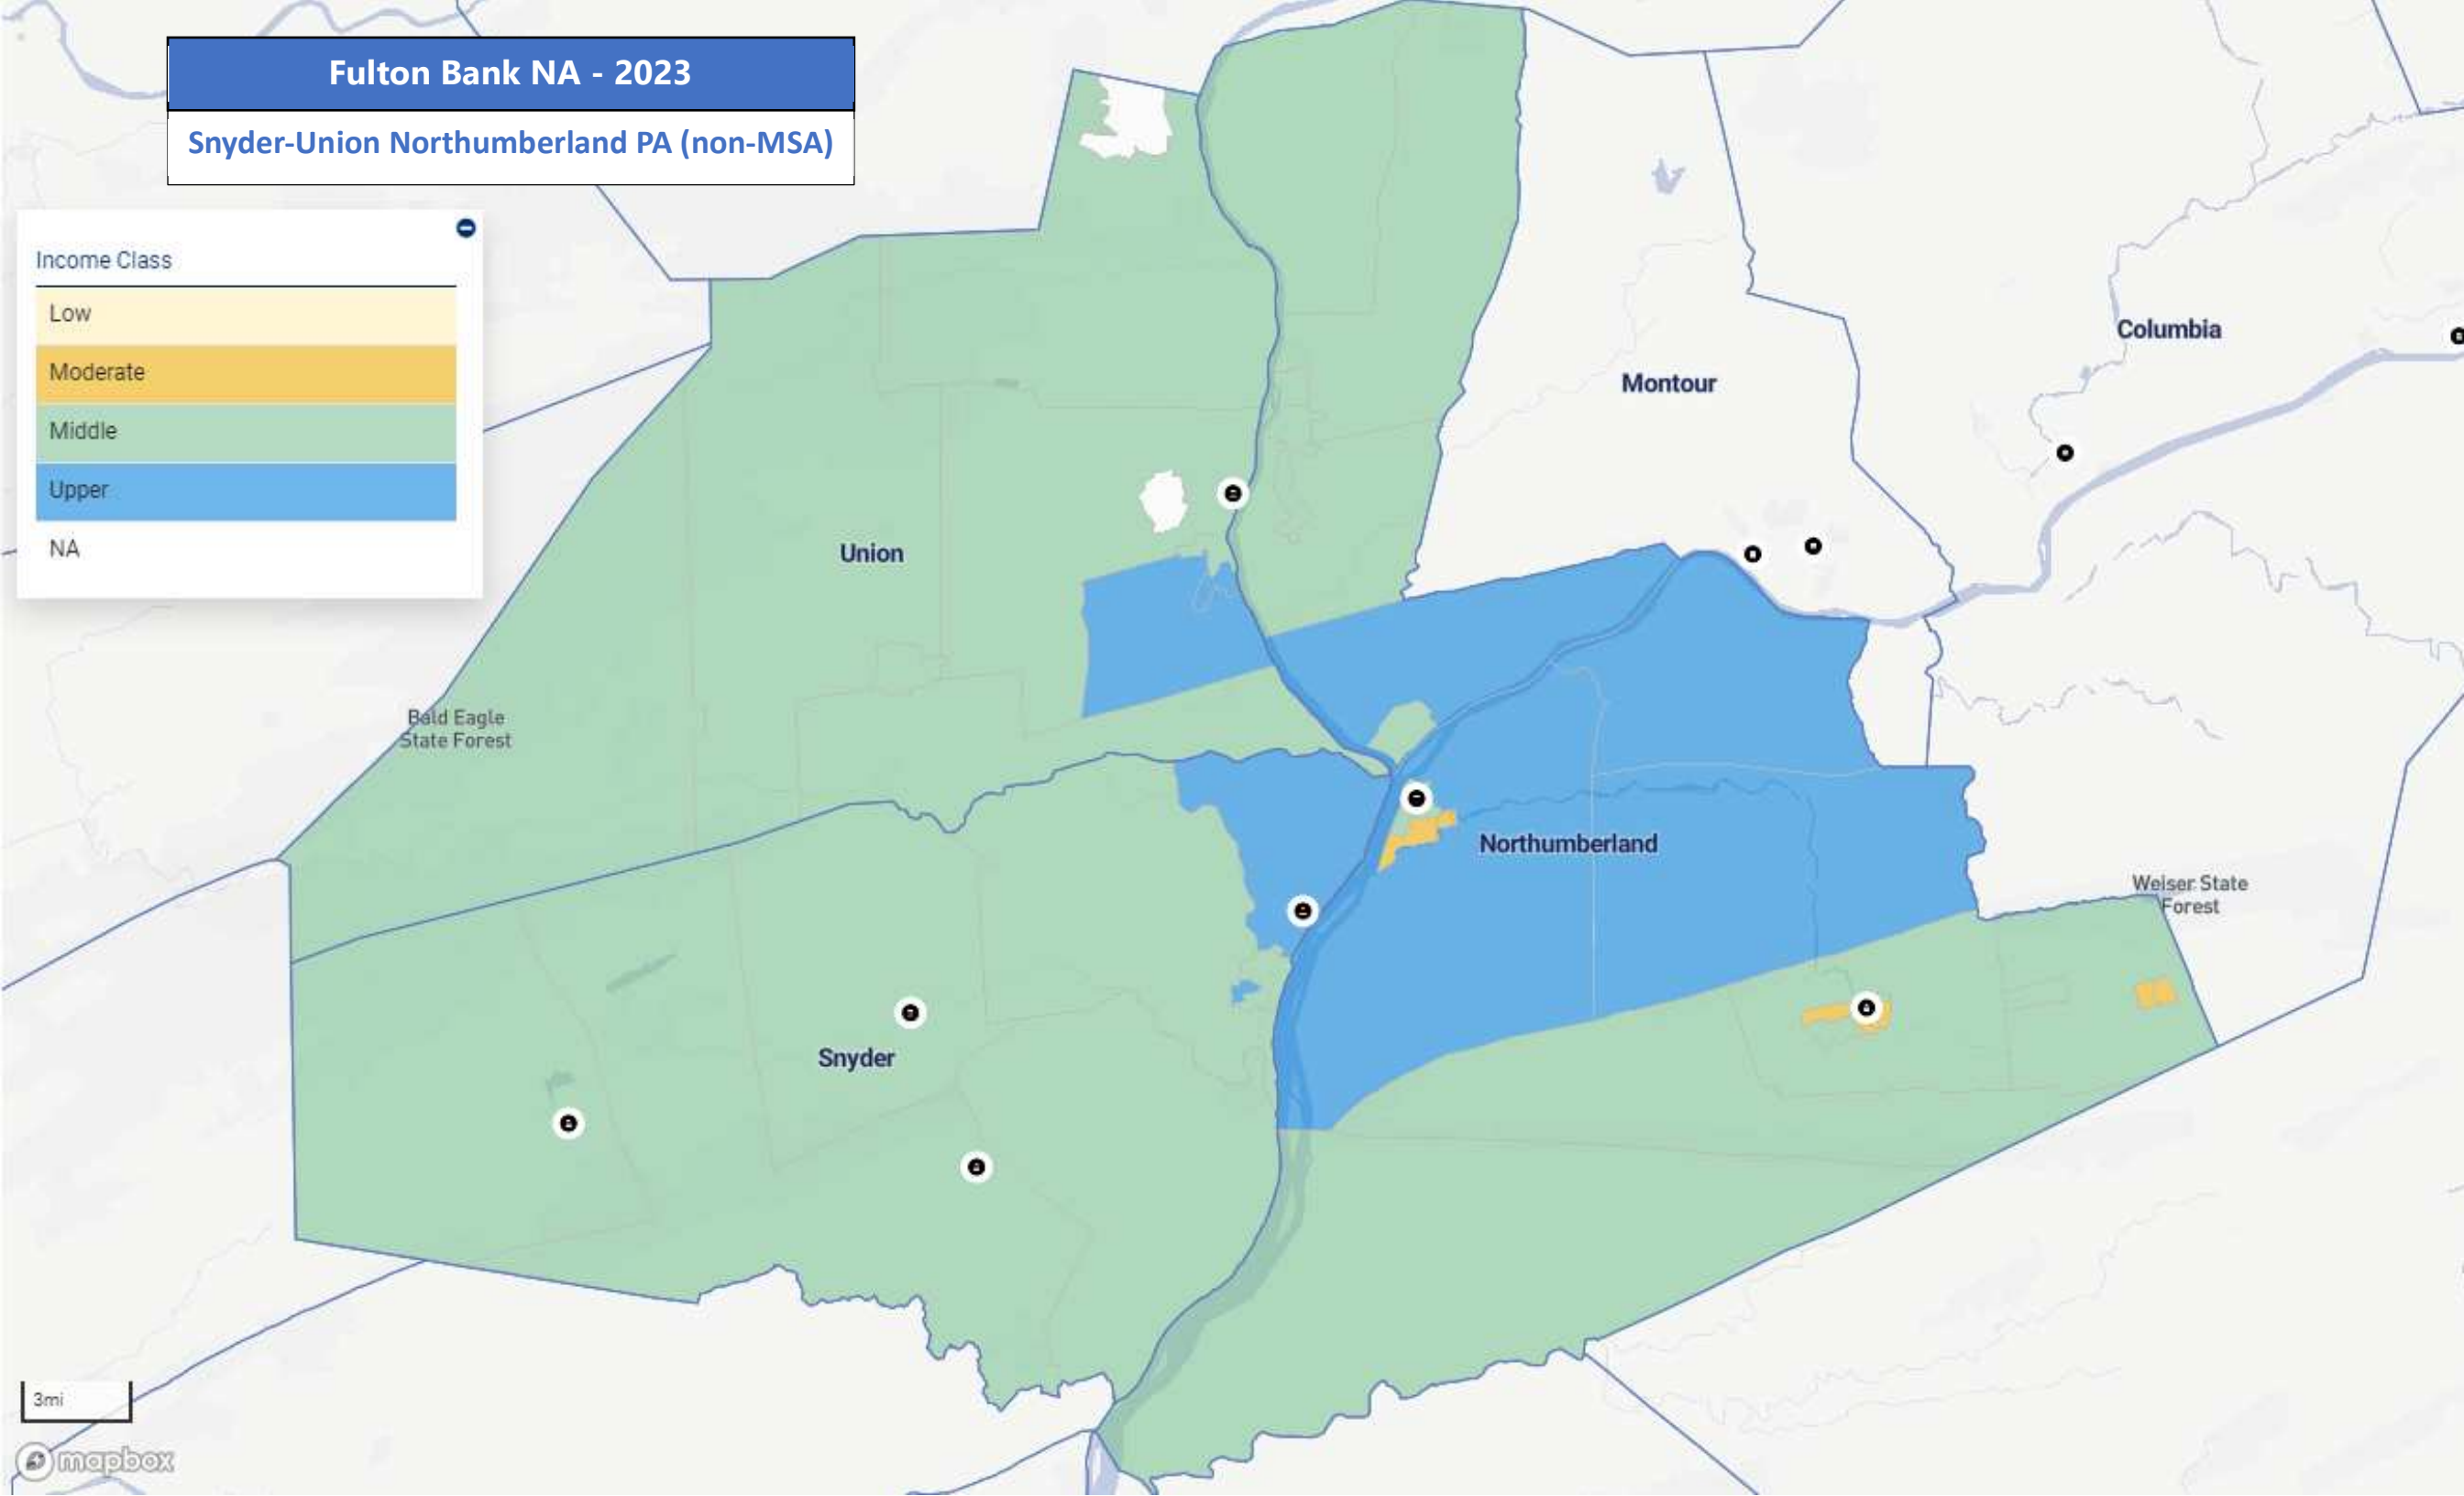 Fulton Bank NA - 2023
Snyder-Union Northumberland PA (non-MSA)
Income Class
Low
Moderate
Middle
Upper
NA
Columbia
Montour
Union
Bald Eagle
State Forest
Northumberland
Weiser State
Forest
Snyder
3mi
mapbox